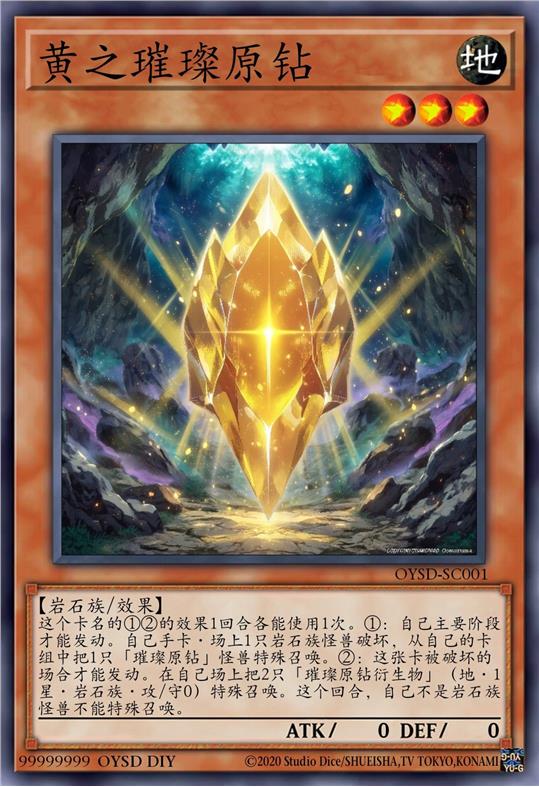 黄之璀璨原钻
地
OYSD-SC001
【岩石族/效果】
这个卡名的①②的效果1回合各能使用1次。①：自己主要阶段
才能发动。自己手卡·场上1只岩石族怪兽破坏，从自己的卡
组中把1只「璀璨原钻」怪兽特殊召唤。②：这张卡被破坏的
场合才能发动。在自己场上把2只「璀璨原钻衍生物」（地·1
星·岩石族·攻/守0）特殊召唤。这个回合，自己不是岩石族
怪兽不能特殊召唤。
ATK/ 0 DEF/ 0
99999999 OYSD DIY ©2020 Studio Dice/SHUEISHA,TV TOKYO,KONAMI